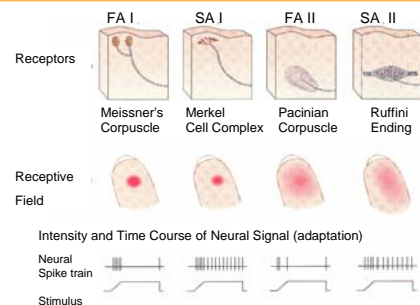 FA I SA I FA II SA II
Receptors
Meissner's Merkel Pacinian Ruffini
Corpuscle Cell Complex Corpuscle Ending
Receptive
Field
Intensity and Time Course of Neural Signal (adaptation)
Neural
Spike train
Stimulus